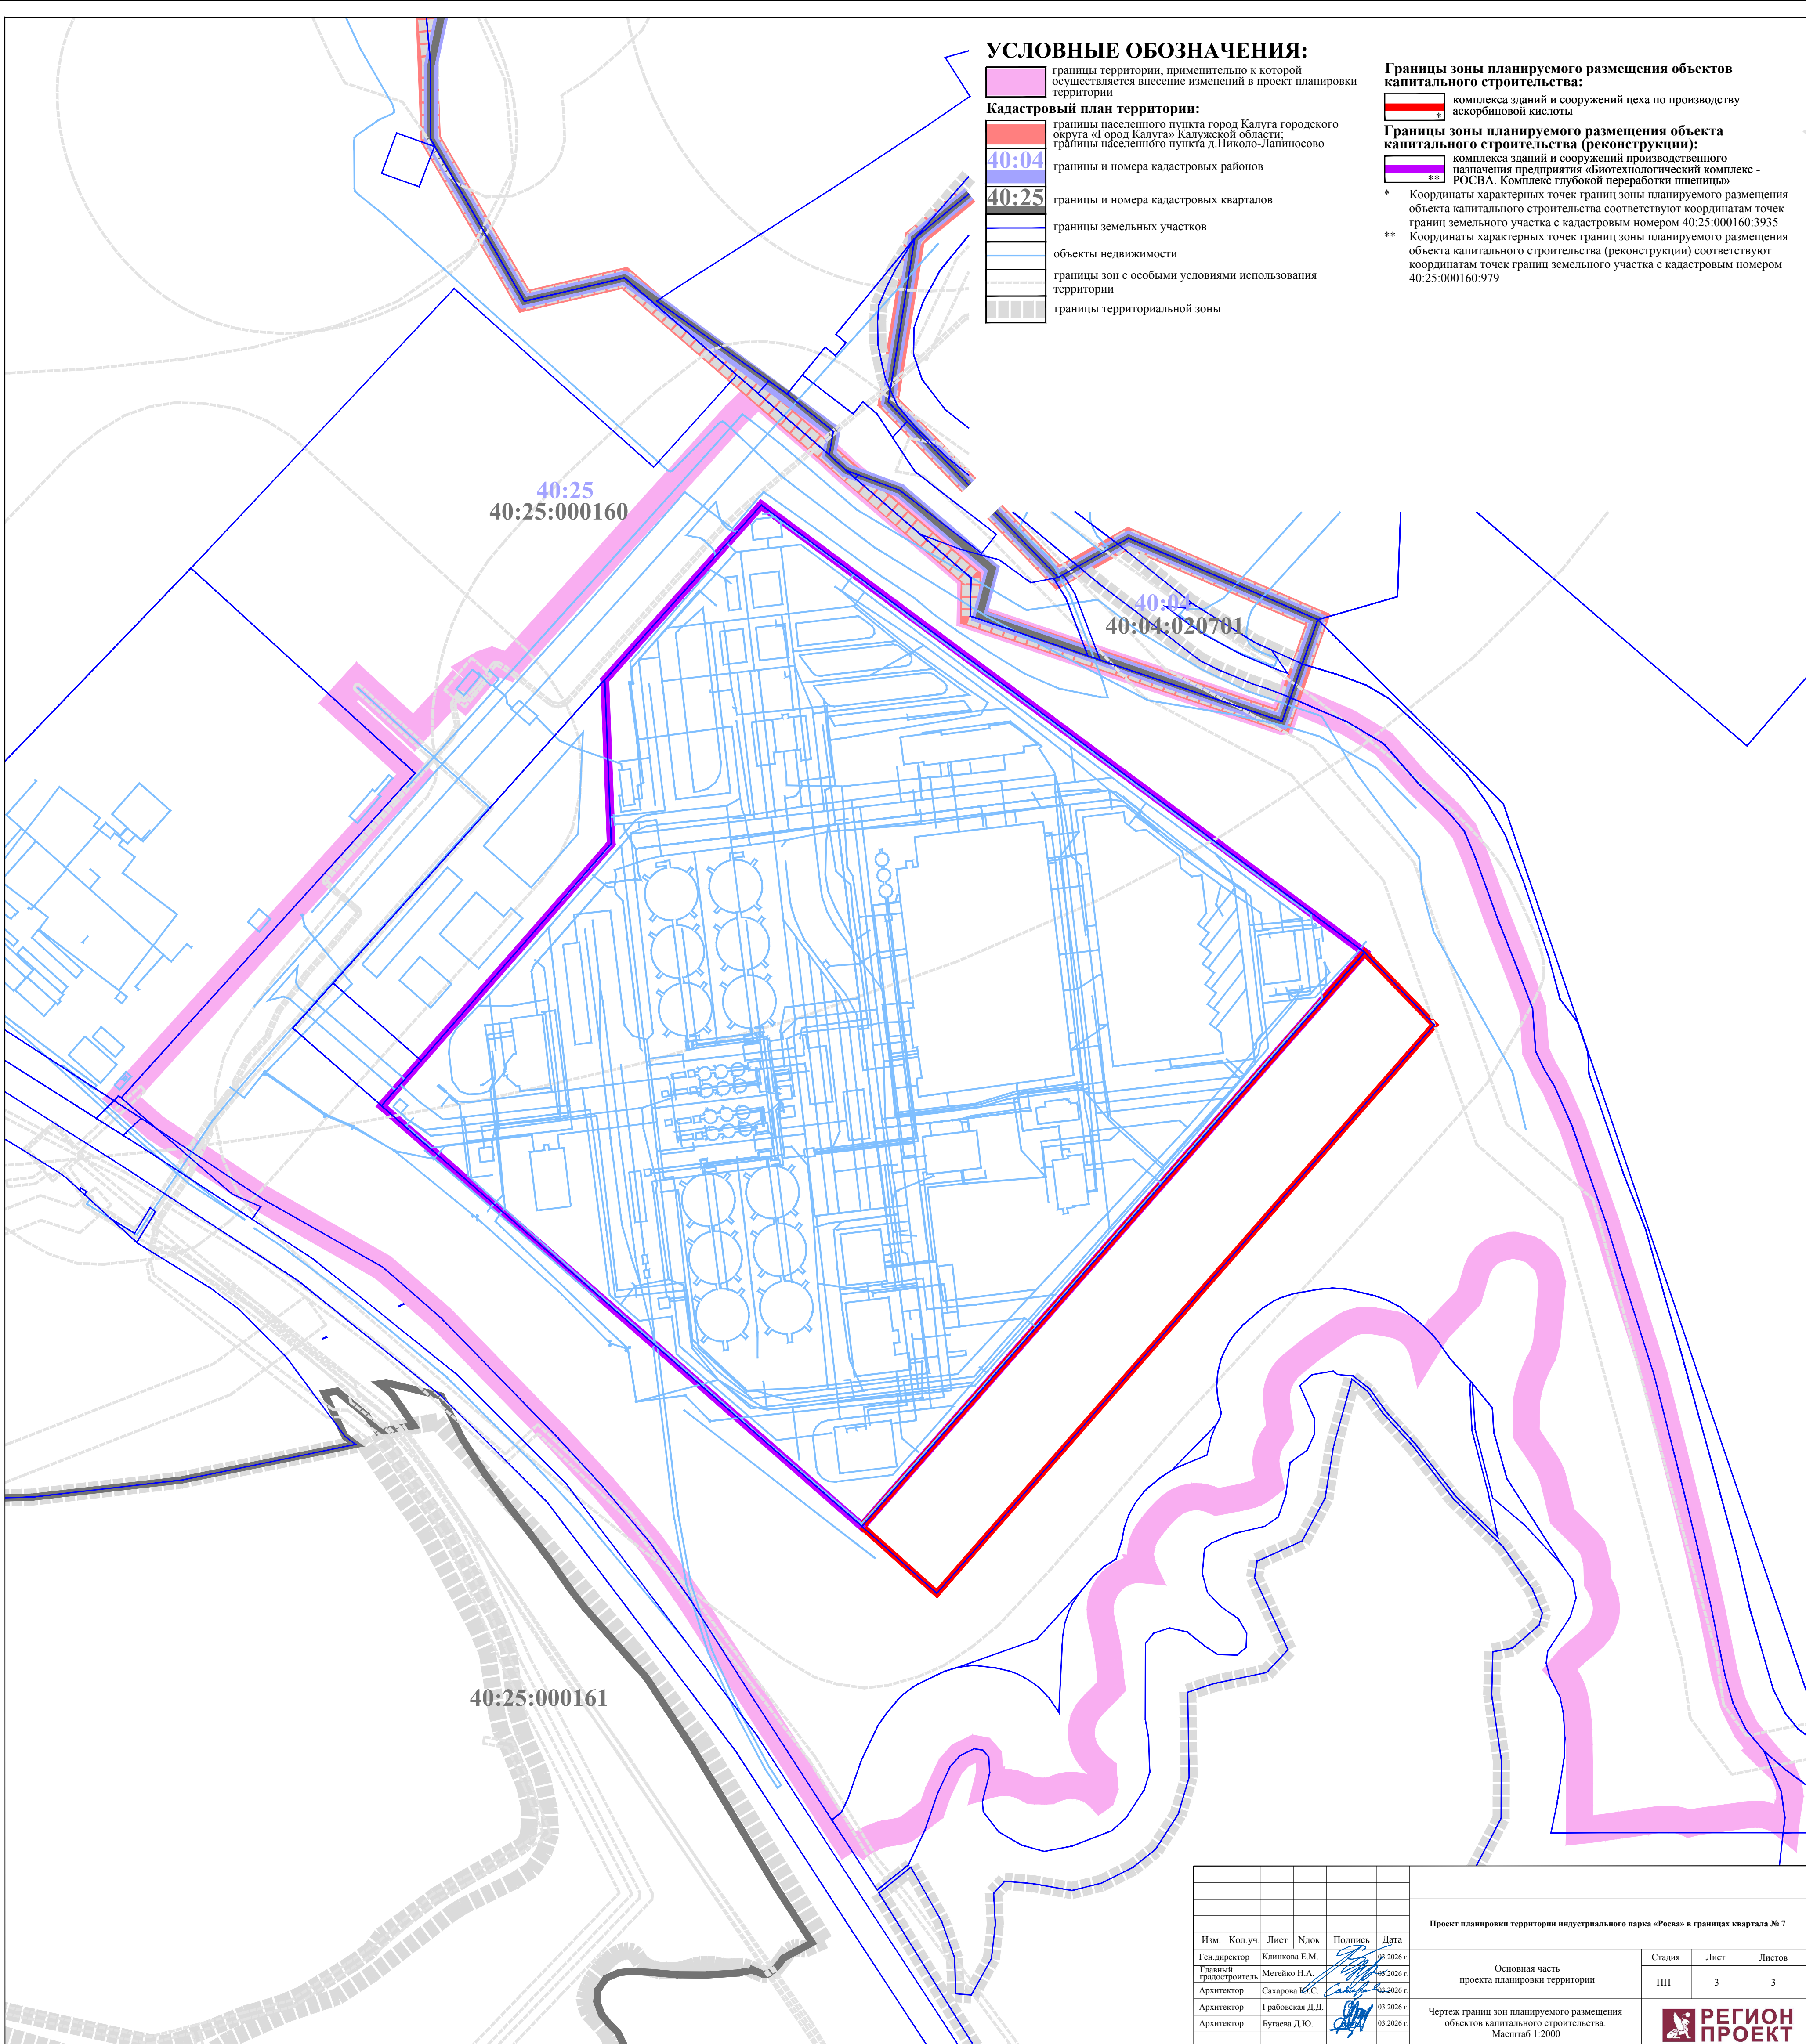 УСЛОВНЫЕ ОБОЗНАЧЕНИЯ:
границы территории, применительно к которой
осуществляется внесение изменений в проект планировки
территории
Кадастровый план территории:
границы населенного пункта город Калуга городского
округа «Город Калуга» Калужской области;
границы населенного пункта д.Николо-Лапиносово
40:04
границы и номера кадастровых районов
40:25
границы и номера кадастровых кварталов
границы земельных участков
объекты недвижимости
границы зон с особыми условиями использования
территории
границы территориальной зоны
Границы зоны планируемого размещения объектов
капитального строительства:
*
комплекса зданий и сооружений цеха по производству
аскорбиновой кислоты
Границы зоны планируемого размещения объекта
капитального строительства (реконструкции):
**
комплекса зданий и сооружений производственного
назначения предприятия «Биотехнологический комплекс -
РОСВА. Комплекс глубокой переработки пшеницы»
* Координаты характерных точек границ зоны планируемого размещения
объекта капитального строительства соответствуют координатам точек
границ земельного участка с кадастровым номером 40:25:000160:3935
** Координаты характерных точек границ зоны планируемого размещения
объекта капитального строительства (реконструкции) соответствуют
координатам точек границ земельного участка с кадастровым номером
40:25:000160:979
40:25
40:25:000160
40:04
40:04:020701
40:25:000161
Проект планировки территории индустриального парка «Росва» в границах квартала № 7
Изм. Кол.уч. Лист Nдок Подпись Дата
Ген.директор Клинкова Е.М. 03.2026 г.
Главный градостроитель Метейко Н.А. 03.2026 г.
Архитектор Сахарова Ю.С. 03.2026 г.
Архитектор Грабовская Д.Д. 03.2026 г.
Архитектор Бугаева Д.Ю. 03.2026 г.
Основная часть
проекта планировки территории
Стадия Лист Листов
ПП 3 3
Чертеж границ зон планируемого размещения
объектов капитального строительства.
Масштаб 1:2000
РЕГИОН
ПРОЕКТ